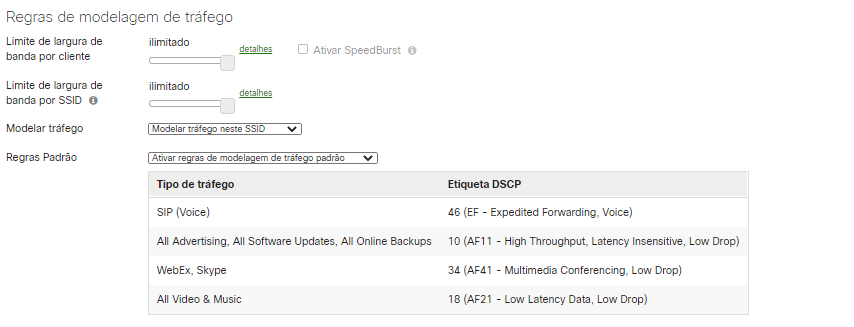 Regras de modelagem de tráfego
Limite de largura de
banda por cliente
ilimitado
detalhes
Ativar SpeedBurst
Limite de largura de
banda por SSID
ilimitado
detalhes
Modelar tráfego
Modelar tráfego neste SSID
Regras Padrão
Ativar regras de modelagem de tráfego padrão
Tipo de tráfego Etiqueta DSCP
SIP (Voice) 46 (EF - Expedited Forwarding, Voice)
All Advertising, All Software Updates, All Online Backups 10 (AF11 - High Throughput, Latency Insensitive, Low Drop)
WebEx, Skype 34 (AF41 - Multimedia Conferencing, Low Drop)
All Video & Music 18 (AF21 - Low Latency Data, Low Drop)